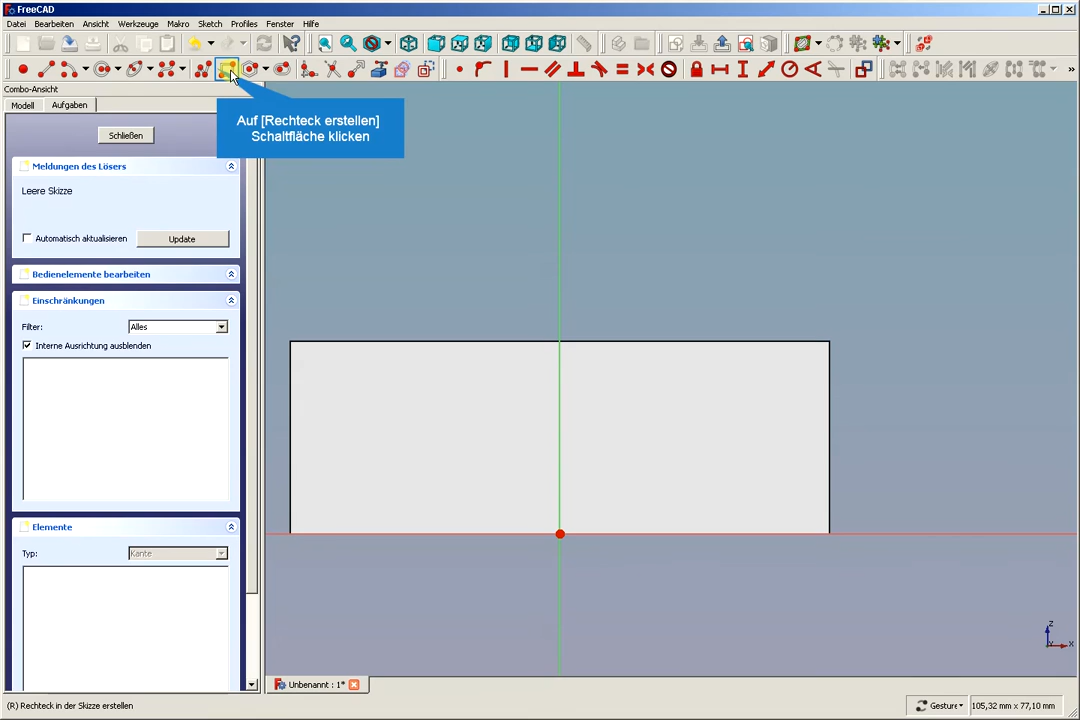 FreeCAD
Datei Bearbeiten Ansicht Werkzeuge Makro Sketch Profiles Fenster Hilfe
»
Combo-Ansicht
Modell Aufgaben
Auf [Rechteck erstellen]
Schaltfläche klicken
Schließen
Meldungen des Lösers
Leere Skizze
Automatisch aktualisieren Update
Bedienelemente bearbeiten
Einschränkungen
Filter: Alles
Interne Ausrichtung ausblenden
Elemente
Typ: Kante
Z
Y X
Unbenannt : 1*
(R) Rechteck in der Skizze erstellen
Gesture 105,32 mm x 77,10 mm